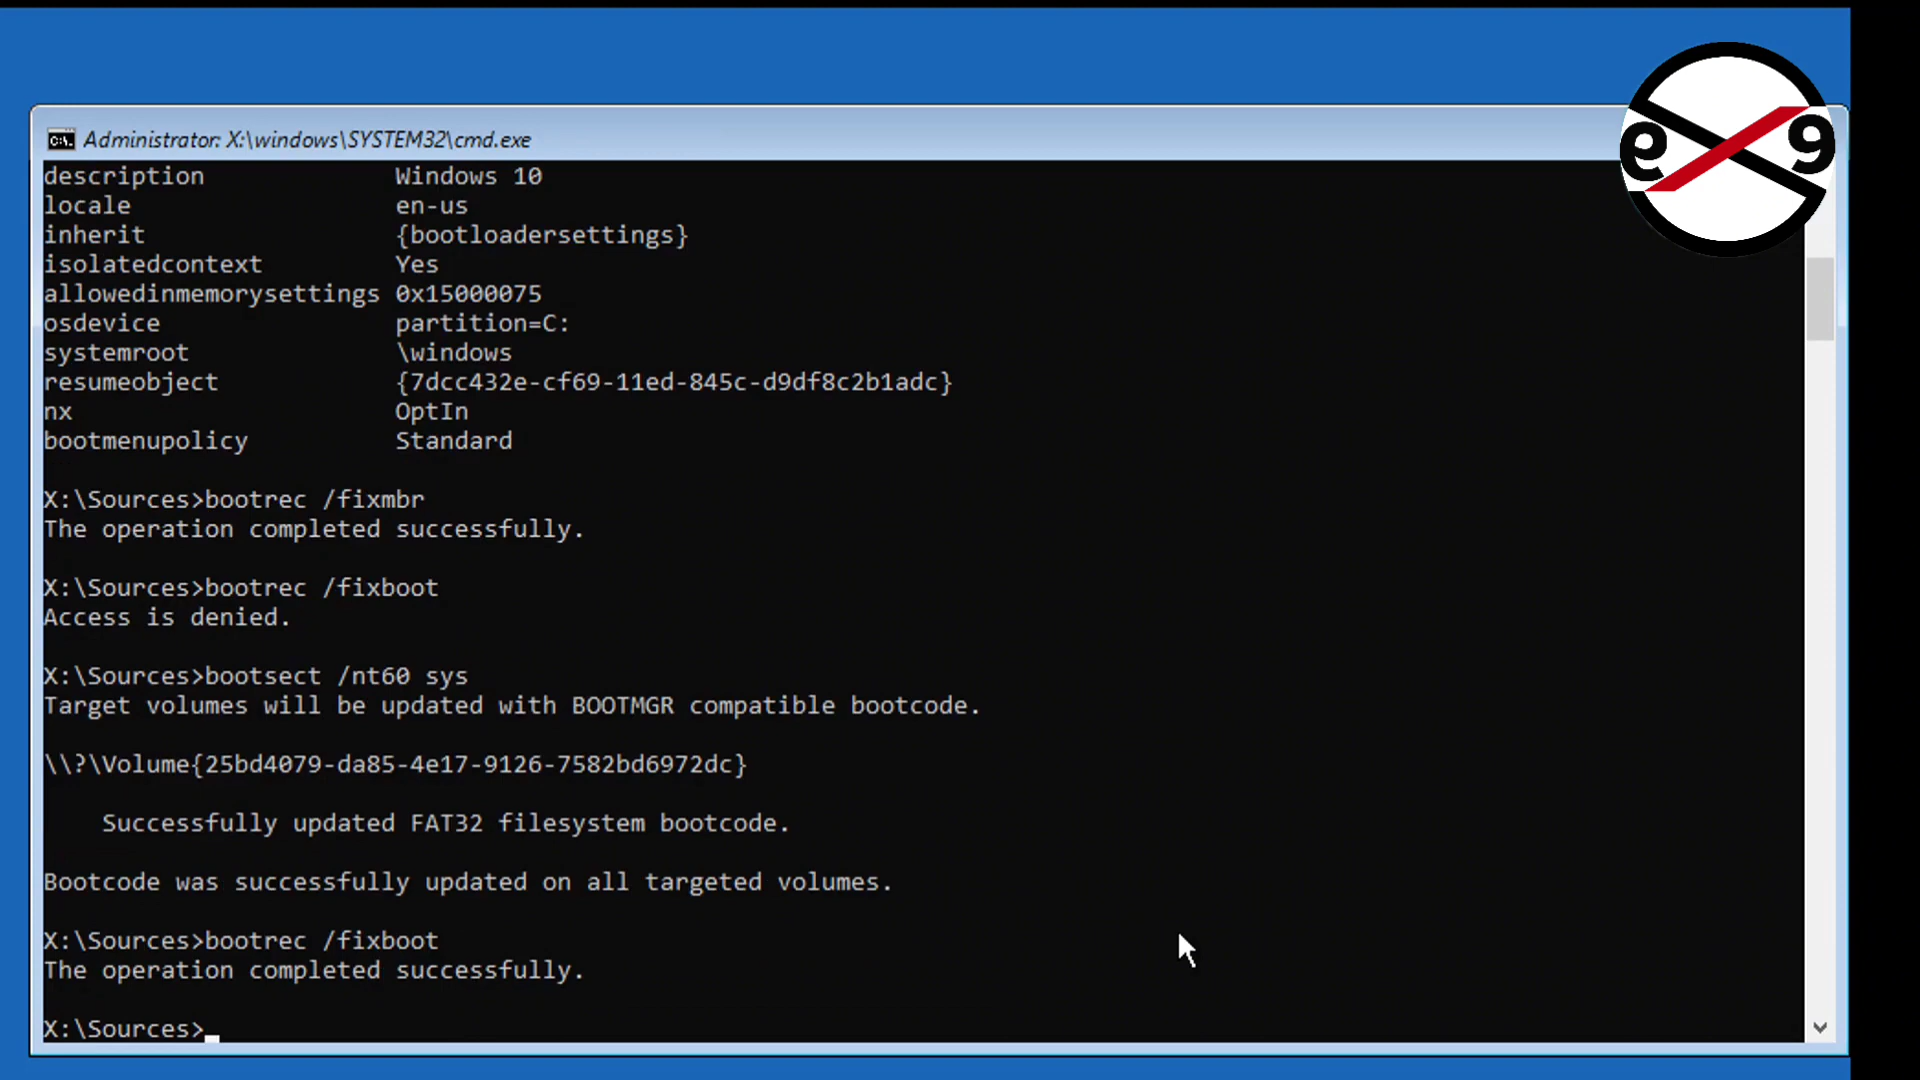 Administrator: X:\windows\SYSTEM32\cmd.exe
description Windows 10
locale en-us
inherit {bootloadersettings}
isolatedcontext Yes
allowedinmemorysettings 0x15000075
osdevice partition=C:
systemroot \windows
resumeobject {7dcc432e-cf69-11ed-845c-d9df8c2b1adc}
nx OptIn
bootmenupolicy Standard
X:\Sources>bootrec /fixmbr
The operation completed successfully.
X:\Sources>bootrec /fixboot
Access is denied.
X:\Sources>bootsect /nt60 sys
Target volumes will be updated with BOOTMGR compatible bootcode.
\\?\Volume{25bd4079-da85-4e17-9126-7582bd6972dc}
Successfully updated FAT32 filesystem bootcode.
Bootcode was successfully updated on all targeted volumes.
X:\Sources>bootrec /fixboot
The operation completed successfully.
X:\Sources>